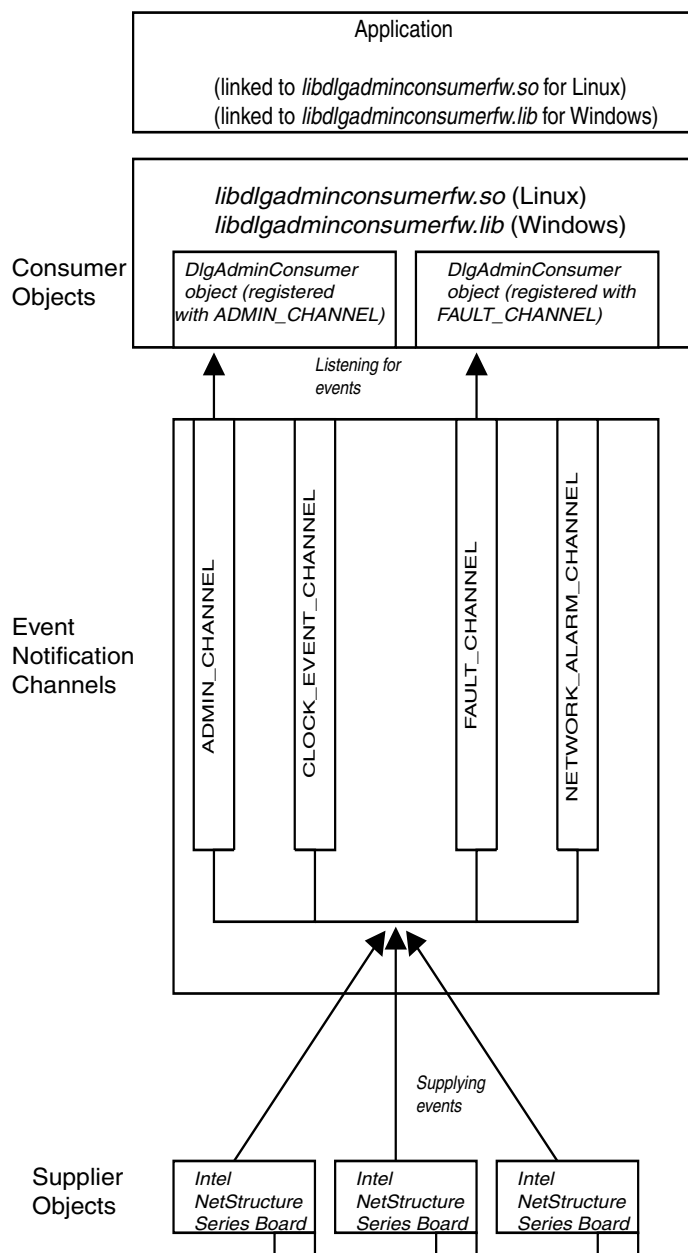 Application
(linked to libdlgadminconsumerfw.so for Linux)
(linked to libdlgadminconsumerfw.lib for Windows)
libdlgadminconsumerfw.so (Linux)
libdlgadminconsumerfw.lib (Windows)
Consumer
Objects
DlgAdminConsumer
object (registered
with ADMIN_CHANNEL)
DlgAdminConsumer
object (registered with
FAULT_CHANNEL)
Listening for
events
Event
Notification
Channels
ADMIN_CHANNEL
CLOCK_EVENT_CHANNEL
FAULT_CHANNEL
NETWORK_ALARM_CHANNEL
Supplying
events
Supplier
Objects
Intel
NetStructure
Series Board
Intel
NetStructure
Series Board
Intel
NetStructure
Series Board